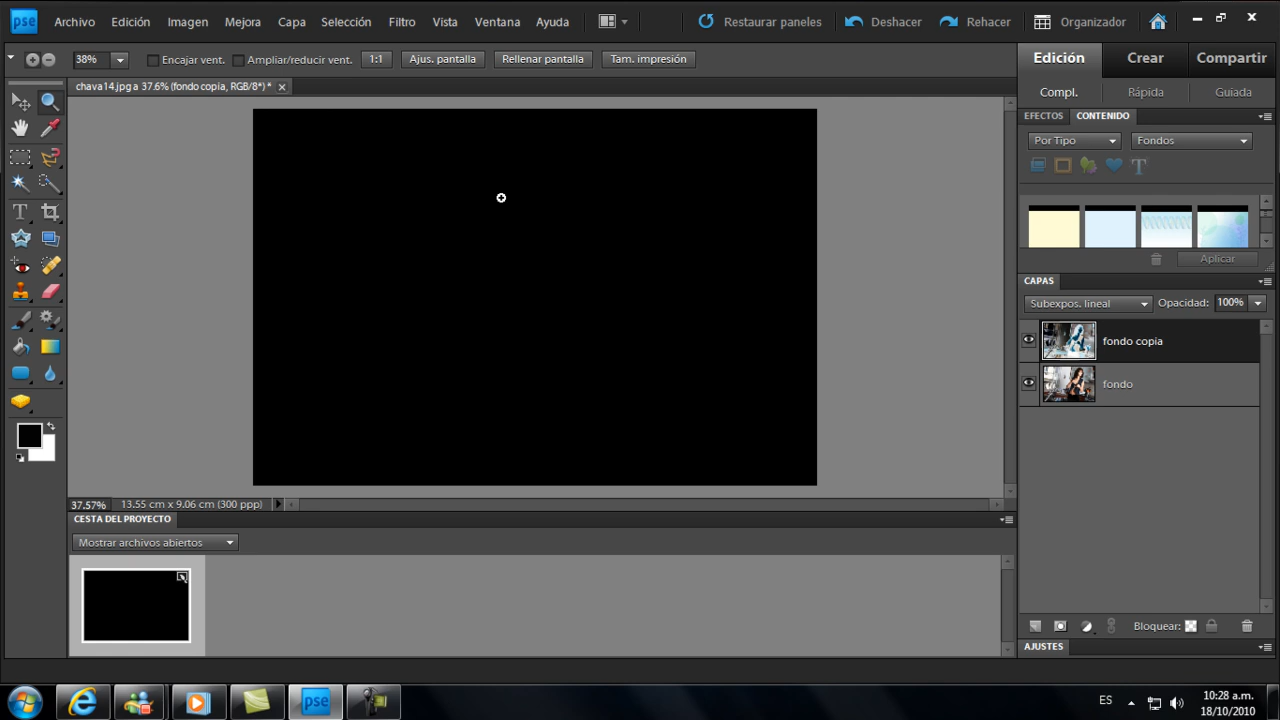 pse Archivo Edición Imagen Mejora Capa Selección Filtro Vista Ventana Ayuda Restaurar paneles Deshacer Rehacer Organizador
38% Encajar vent. Ampliar/reducir vent. 1:1 Ajus. pantalla Rellenar pantalla Tam. impresión
Edición Crear Compartir
chava14.jpg a 37.6% (fondo copia, RGB/8*) *
Compl. Rápida Guiada
EFECTOS CONTENIDO
Por Tipo Fondos
T
Aplicar
CAPAS
Subexpos. lineal Opacidad: 100%
fondo copia
fondo
T
37.57% 13.55 cm x 9.06 cm (300 ppp)
CESTA DEL PROYECTO
Mostrar archivos abiertos
Bloquear:
AJUSTES
pse
ES
10:28 a.m.
18/10/2010